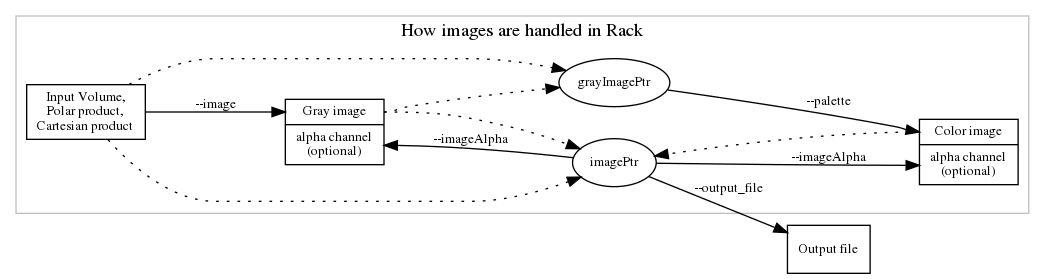 How images are handled in Rack
Input Volume,
Polar product,
Cartesian product
--image
Gray image
alpha channel
(optional)
--imageAlpha
grayImagePtr
imagePtr
--palette
--imageAlpha
--output_file
Color image
alpha channel
(optional)
Output file